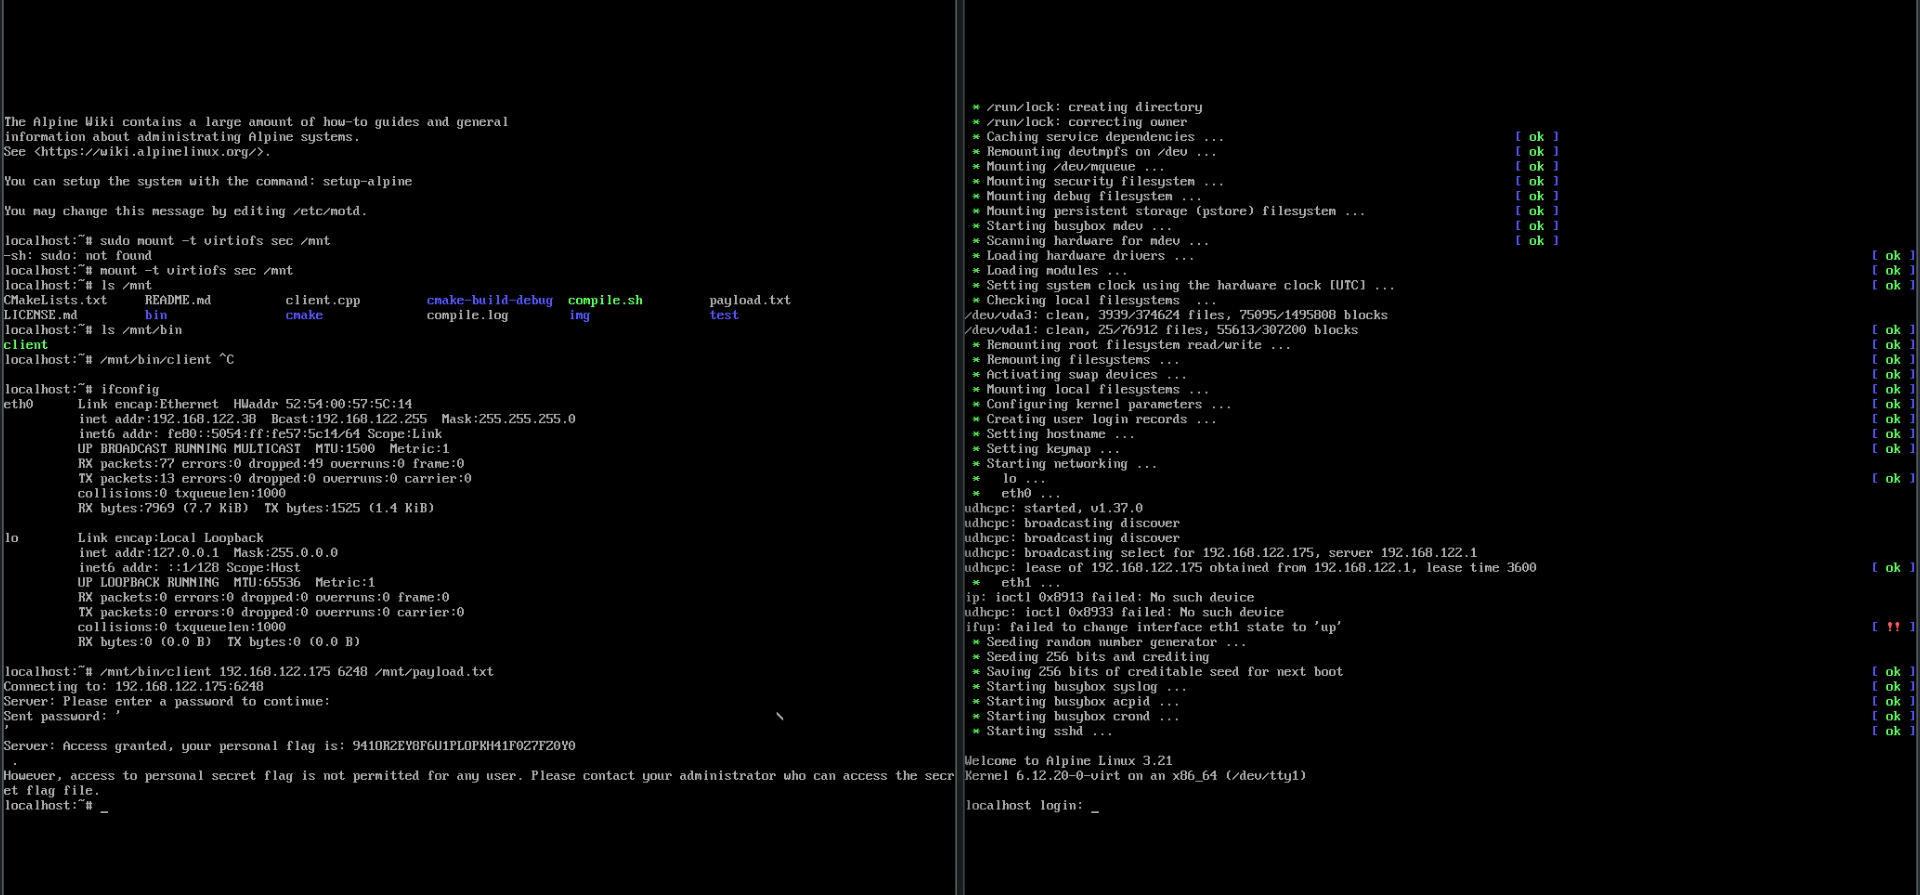 The Alpine Wiki contains a large amount of how-to guides and general
information about administrating Alpine systems.
See <https://wiki.alpinelinux.org/>.
You can setup the system with the command: setup-alpine
You may change this message by editing /etc/motd.
localhost:~# sudo mount -t virtiofs sec /mnt
-sh: sudo: not found
localhost:~# mount -t virtiofs sec /mnt
localhost:~# ls /mnt
CMakeLists.txt README.md client.cpp cmake-build-debug compile.sh payload.txt
LICENSE.md bin cmake compile.log img test
localhost:~# ls /mnt/bin
client
localhost:~# /mnt/bin/client ^C
localhost:~# ifconfig
eth0 Link encap:Ethernet HWaddr 52:54:00:57:5C:14
inet addr:192.168.122.38 Bcast:192.168.122.255 Mask:255.255.255.0
inet6 addr: fe80::5054:ff:fe57:5c14/64 Scope:Link
UP BROADCAST RUNNING MULTICAST MTU:1500 Metric:1
RX packets:77 errors:0 dropped:49 overruns:0 frame:0
TX packets:13 errors:0 dropped:0 overruns:0 carrier:0
collisions:0 txqueuelen:1000
RX bytes:7969 (7.7 KiB) TX bytes:1525 (1.4 KiB)
lo Link encap:Local Loopback
inet addr:127.0.0.1 Mask:255.0.0.0
inet6 addr: ::1/128 Scope:Host
UP LOOPBACK RUNNING MTU:65536 Metric:1
RX packets:0 errors:0 dropped:0 overruns:0 frame:0
TX packets:0 errors:0 dropped:0 overruns:0 carrier:0
collisions:0 txqueuelen:1000
RX bytes:0 (0.0 B) TX bytes:0 (0.0 B)
localhost:~# /mnt/bin/client 192.168.122.175 6248 /mnt/payload.txt
Connecting to: 192.168.122.175:6248
Server: Please enter a password to continue:
Sent password: '
'
Server: Access granted, your personal flag is: 941OR2EY8F6U1PLOPKH41F027FZ0Y0
.
However, access to personal secret flag is not permitted for any user. Please contact your administrator who can access the secr
et flag file.
localhost:~# _
* /run/lock: creating directory
* /run/lock: correcting owner
* Caching service dependencies ... [ ok ]
* Remounting devtmpfs on /dev ... [ ok ]
* Mounting /dev/mqueue ... [ ok ]
* Mounting security filesystem ... [ ok ]
* Mounting debug filesystem ... [ ok ]
* Mounting persistent storage (pstore) filesystem ... [ ok ]
* Starting busybox mdev ... [ ok ]
* Scanning hardware for mdev ... [ ok ]
* Loading hardware drivers ... [ ok ]
* Loading modules ... [ ok ]
* Setting system clock using the hardware clock [UTC] ... [ ok ]
* Checking local filesystems ...
/dev/vda3: clean, 3939/374624 files, 75095/1495808 blocks
/dev/vda1: clean, 25/76912 files, 55613/307200 blocks [ ok ]
* Remounting root filesystem read/write ... [ ok ]
* Remounting filesystems ... [ ok ]
* Activating swap devices ... [ ok ]
* Mounting local filesystems ... [ ok ]
* Configuring kernel parameters ... [ ok ]
* Creating user login records ... [ ok ]
* Setting hostname ... [ ok ]
* Setting keymap ... [ ok ]
* Starting networking ...
* lo ... [ ok ]
* eth0 ...
udhcpc: started, v1.37.0
udhcpc: broadcasting discover
udhcpc: broadcasting discover
udhcpc: broadcasting select for 192.168.122.175, server 192.168.122.1
udhcpc: lease of 192.168.122.175 obtained from 192.168.122.1, lease time 3600 [ ok ]
* eth1 ...
ip: ioctl 0x8913 failed: No such device
udhcpc: ioctl 0x8933 failed: No such device
ifup: failed to change interface eth1 state to 'up' [ !! ]
* Seeding random number generator ...
* Seeding 256 bits and crediting
* Saving 256 bits of creditable seed for next boot [ ok ]
* Starting busybox syslog ... [ ok ]
* Starting busybox acpid ... [ ok ]
* Starting busybox crond ... [ ok ]
* Starting sshd ... [ ok ]
Welcome to Alpine Linux 3.21
Kernel 6.12.20-0-virt on an x86_64 (/dev/tty1)
localhost login: _